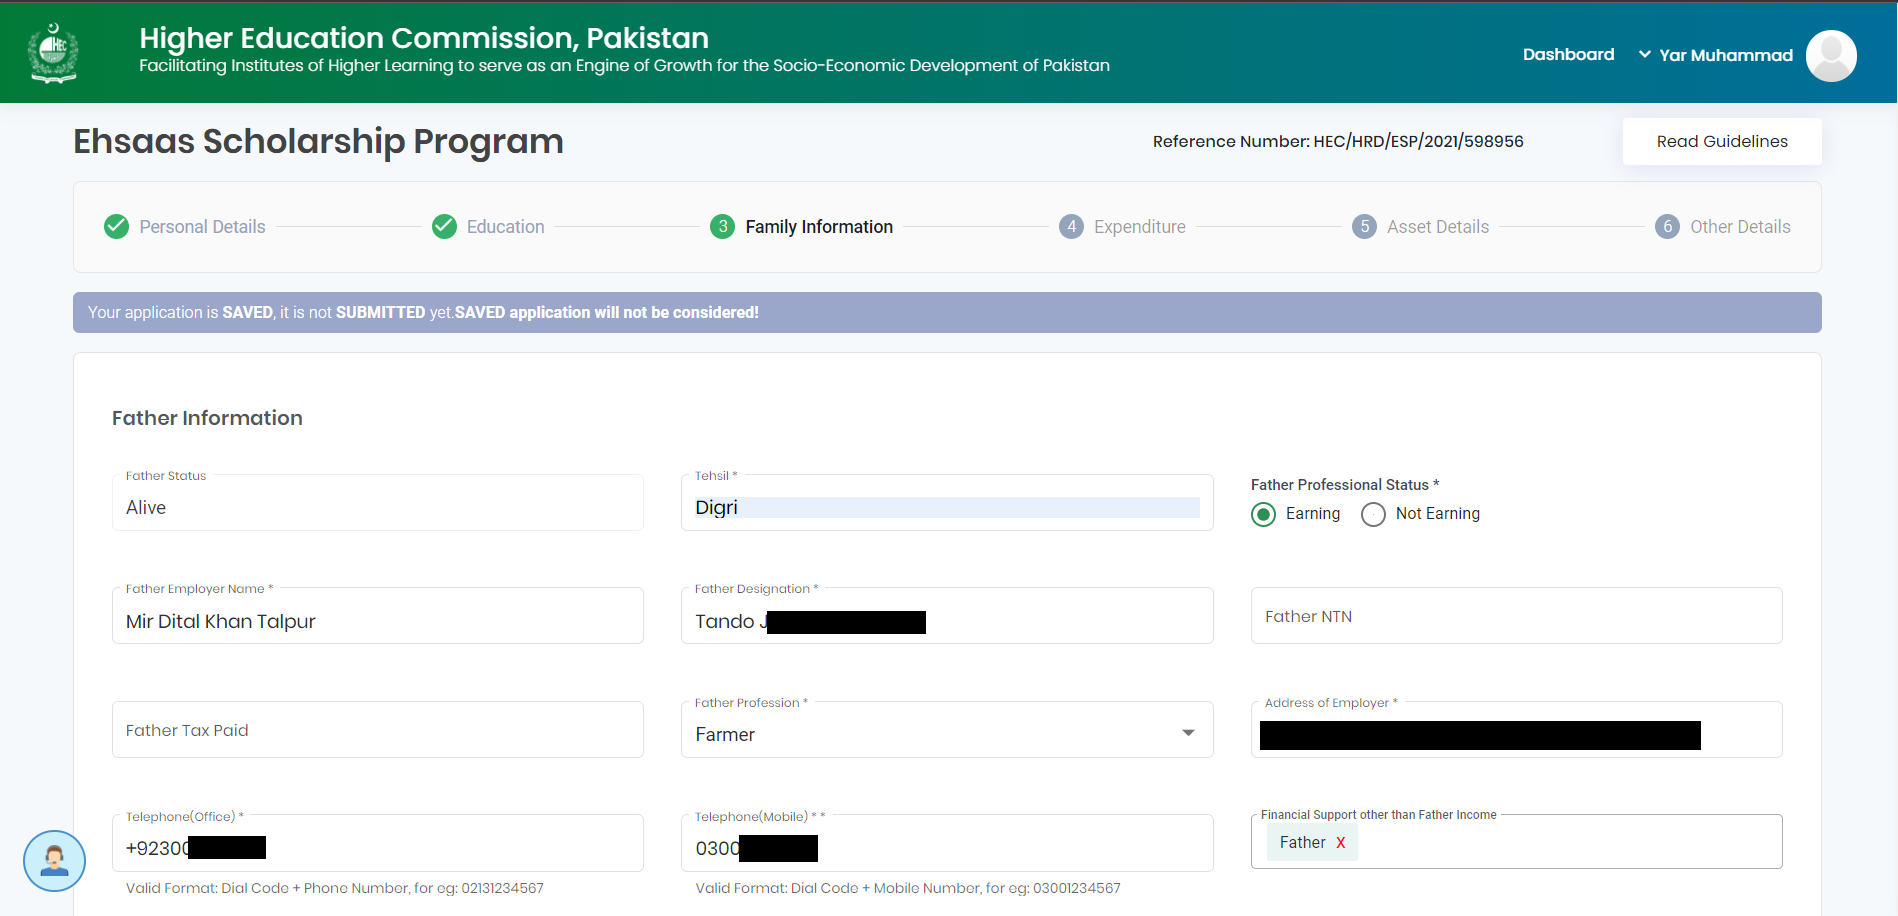 HEC
Higher Education Commission, Pakistan
Facilitating Institutes of Higher Learning to serve as an Engine of Growth for the Socio-Economic Development of Pakistan
Dashboard Yar Muhammad
Ehsaas Scholarship Program
Reference Number: HEC/HRD/ESP/2021/598956
Read Guidelines
Personal Details Education 3 Family Information 4 Expenditure 5 Asset Details 6 Other Details
Your application is SAVED, it is not SUBMITTED yet.SAVED application will not be considered!
Father Information
Father Status
Alive
Tehsil *
Digri
Father Professional Status *
Earning Not Earning
Father Employer Name *
Mir Dital Khan Talpur
Father Designation *
Tando J
Father NTN
Father Tax Paid
Father Profession *
Farmer
Address of Employer *
Telephone(Office) *
+92300
Valid Format: Dial Code + Phone Number, for eg: 02131234567
Telephone(Mobile) * *
0300
Valid Format: Dial Code + Mobile Number, for eg: 03001234567
Financial Support other than Father Income
Father X